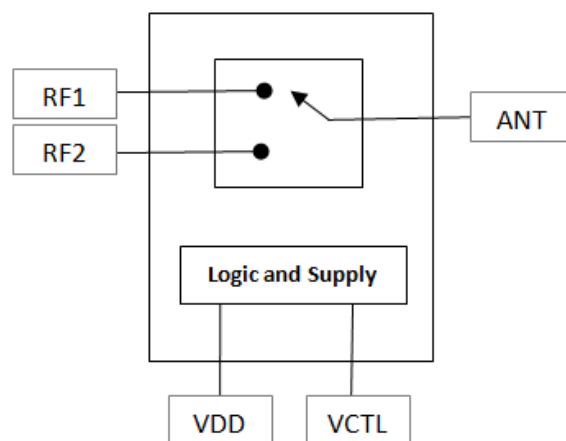 RF1
RF2
ANT
Logic and Supply
VDD
VCTL